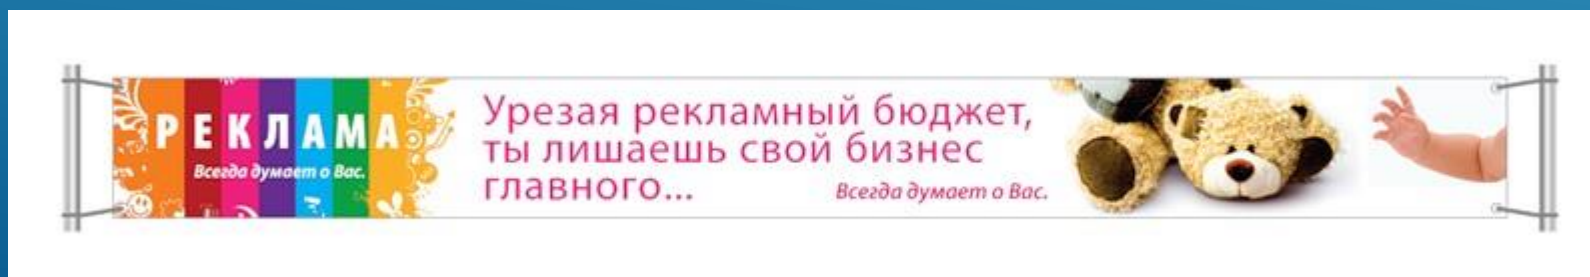 РЕКЛАМА
Всегда думает о Вас.
Урезая рекламный бюджет,
ты лишаешь свой бизнес
главного...
Всегда думает о Вас.